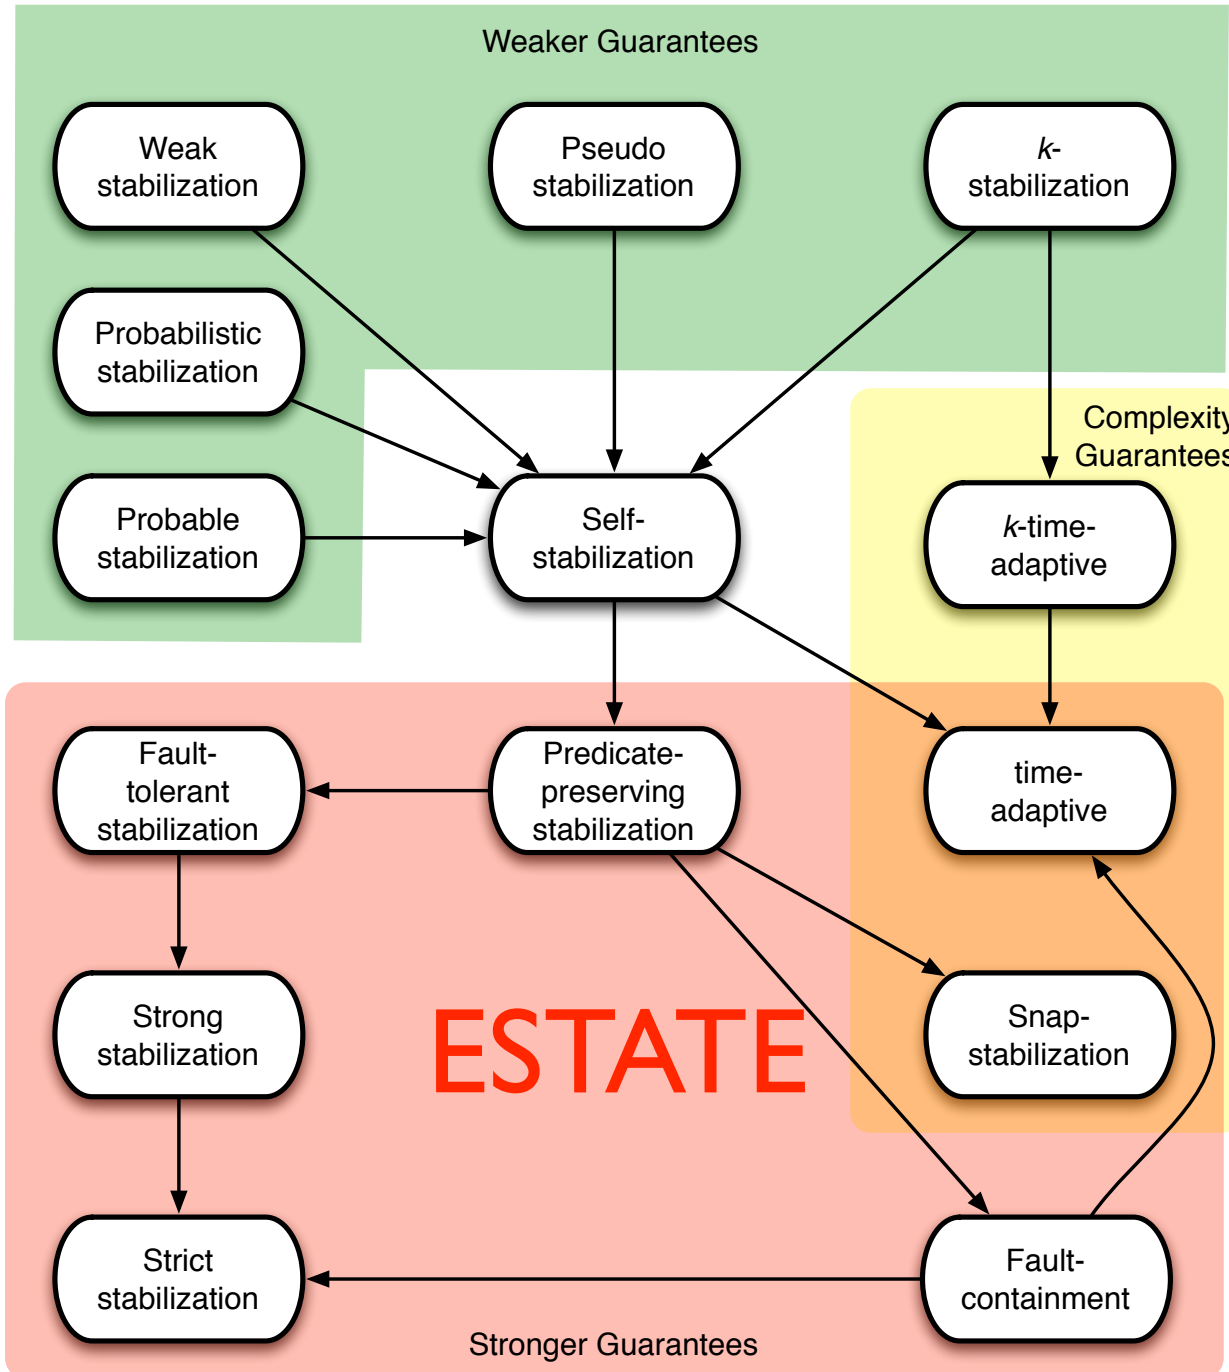 Weaker Guarantees
Weak
stabilization
Pseudo
stabilization
k-
stabilization
Probabilistic
stabilization
Complexity
Guarantees
Probable
stabilization
Self-
stabilization
k-time-
adaptive
Fault-
tolerant
stabilization
Predicate-
preserving
stabilization
time-
adaptive
Strong
stabilization
ESTATE
Snap-
stabilization
Strict
stabilization
Fault-
containment
Stronger Guarantees